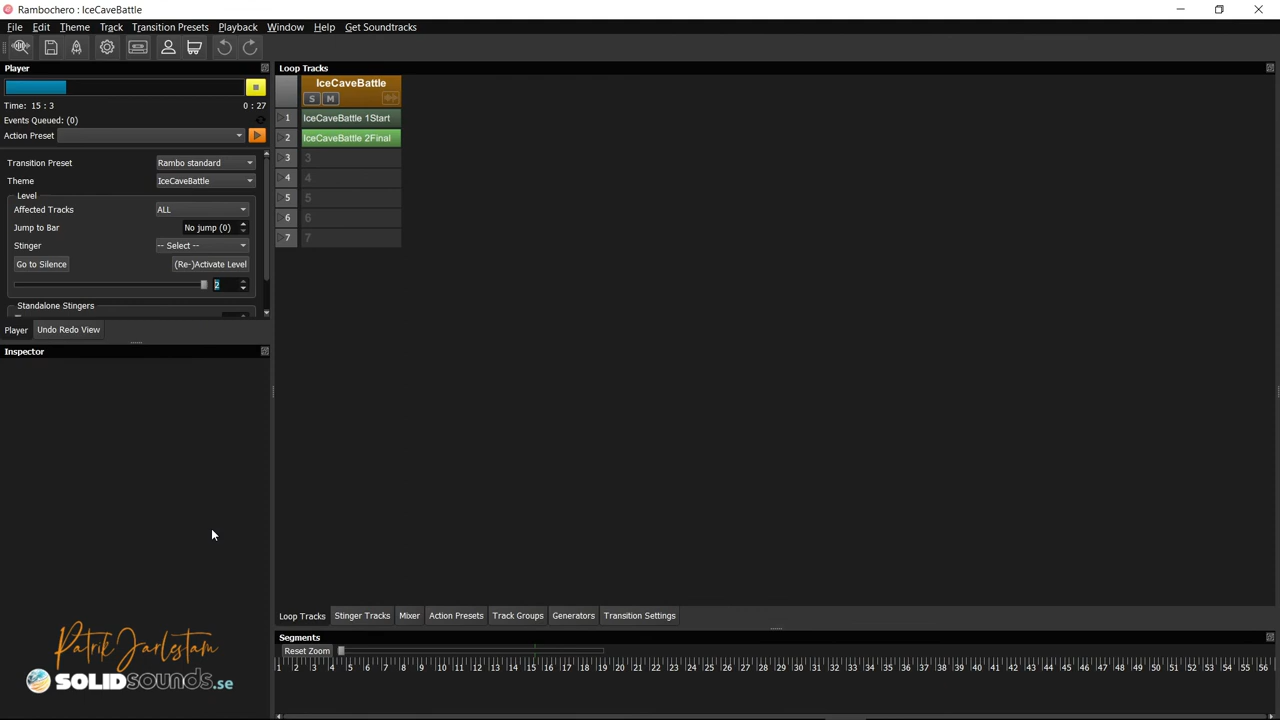 Rambochero : IceCaveBattle
File Edit Theme Track Transition Presets Playback Window Help Get Soundtracks
Player
Time: 15 : 3 0 : 27
Events Queued: (0)
Action Preset
Transition Preset Rambo standard
Theme IceCaveBattle
Level
Affected Tracks ALL
Jump to Bar No jump (0)
Stinger -- Select --
Go to Silence (Re-)Activate Level
2
Standalone Stingers
Player Undo Redo View
Inspector
Patrik Jarlestam
SOLIDSOUNDS.se
Loop Tracks
IceCaveBattle
S M
1 IceCaveBattle 1Start
2 IceCaveBattle 2Final
3 3
4 4
5 5
6 6
7 7
Loop Tracks Stinger Tracks Mixer Action Presets Track Groups Generators Transition Settings
Segments
Reset Zoom
1 2 3 4 5 6 7 8 9 10 11 12 13 14 15 16 17 18 19 20 21 22 23 24 25 26 27 28 29 30 31 32 33 34 35 36 37 38 39 40 41 42 43 44 45 46 47 48 49 50 51 52 53 54 55 56